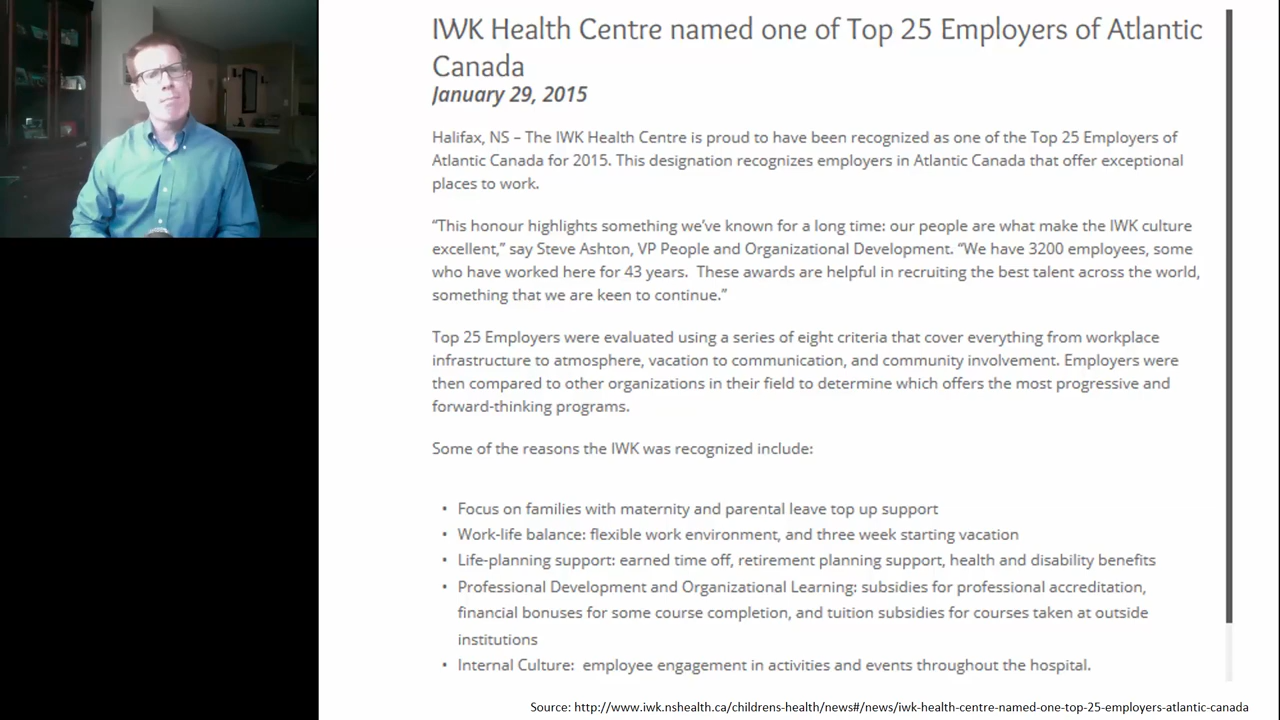 IWK Health Centre named one of Top 25 Employers of Atlantic
Canada
January 29, 2015
Halifax, NS – The IWK Health Centre is proud to have been recognized as one of the Top 25 Employers of
Atlantic Canada for 2015. This designation recognizes employers in Atlantic Canada that offer exceptional
places to work.
“This honour highlights something we’ve known for a long time: our people are what make the IWK culture
excellent,” say Steve Ashton, VP People and Organizational Development. “We have 3200 employees, some
who have worked here for 43 years.  These awards are helpful in recruiting the best talent across the world,
something that we are keen to continue.”
Top 25 Employers were evaluated using a series of eight criteria that cover everything from workplace
infrastructure to atmosphere, vacation to communication, and community involvement. Employers were
then compared to other organizations in their field to determine which offers the most progressive and
forward-thinking programs.
Some of the reasons the IWK was recognized include:
• Focus on families with maternity and parental leave top up support
• Work-life balance: flexible work environment, and three week starting vacation
• Life-planning support: earned time off, retirement planning support, health and disability benefits
• Professional Development and Organizational Learning: subsidies for professional accreditation,
financial bonuses for some course completion, and tuition subsidies for courses taken at outside
institutions
• Internal Culture:  employee engagement in activities and events throughout the hospital.
Source: http://www.iwk.nshealth.ca/childrens-health/news#/news/iwk-health-centre-named-one-top-25-employers-atlantic-canada